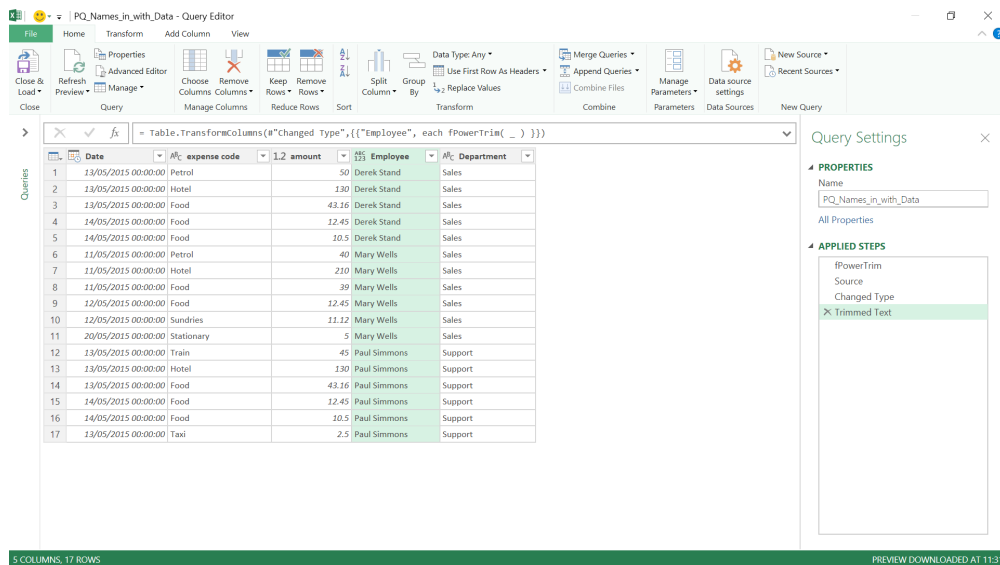 PQ_Names_in_with_Data - Query Editor
File Home Transform Add Column View
Close & Load
Refresh Preview
Properties
Advanced Editor
Manage
Choose Columns
Remove Columns
Keep Rows
Remove Rows
A Z
Z A
Split Column
Group By
Data Type: Any
Use First Row As Headers
1 2 Replace Values
Merge Queries
Append Queries
Combine Files
Manage Parameters
Data source settings
New Source
Recent Sources
Close Query Manage Columns Reduce Rows Sort Transform Combine Parameters Data Sources New Query
fx = Table.TransformColumns(#"Changed Type",{{"Employee", each fPowerTrim( _ ) }})
Queries
Date ABC expense code 1.2 amount ABC 123 Employee ABC Department
1 13/05/2015 00:00:00 Petrol 50 Derek Stand Sales
2 13/05/2015 00:00:00 Hotel 130 Derek Stand Sales
3 13/05/2015 00:00:00 Food 43.16 Derek Stand Sales
4 14/05/2015 00:00:00 Food 12.45 Derek Stand Sales
5 14/05/2015 00:00:00 Food 10.5 Derek Stand Sales
6 11/05/2015 00:00:00 Petrol 40 Mary Wells Sales
7 11/05/2015 00:00:00 Hotel 210 Mary Wells Sales
8 11/05/2015 00:00:00 Food 39 Mary Wells Sales
9 12/05/2015 00:00:00 Food 12.45 Mary Wells Sales
10 12/05/2015 00:00:00 Sundries 11.12 Mary Wells Sales
11 20/05/2015 00:00:00 Stationary 5 Mary Wells Sales
12 13/05/2015 00:00:00 Train 45 Paul Simmons Support
13 13/05/2015 00:00:00 Hotel 130 Paul Simmons Support
14 13/05/2015 00:00:00 Food 43.16 Paul Simmons Support
15 14/05/2015 00:00:00 Food 12.45 Paul Simmons Support
16 14/05/2015 00:00:00 Food 10.5 Paul Simmons Support
17 13/05/2015 00:00:00 Taxi 2.5 Paul Simmons Support
Query Settings
PROPERTIES
Name
PQ_Names_in_with_Data
All Properties
APPLIED STEPS
fPowerTrim
Source
Changed Type
Trimmed Text
5 COLUMNS, 17 ROWS
PREVIEW DOWNLOADED AT 11:3